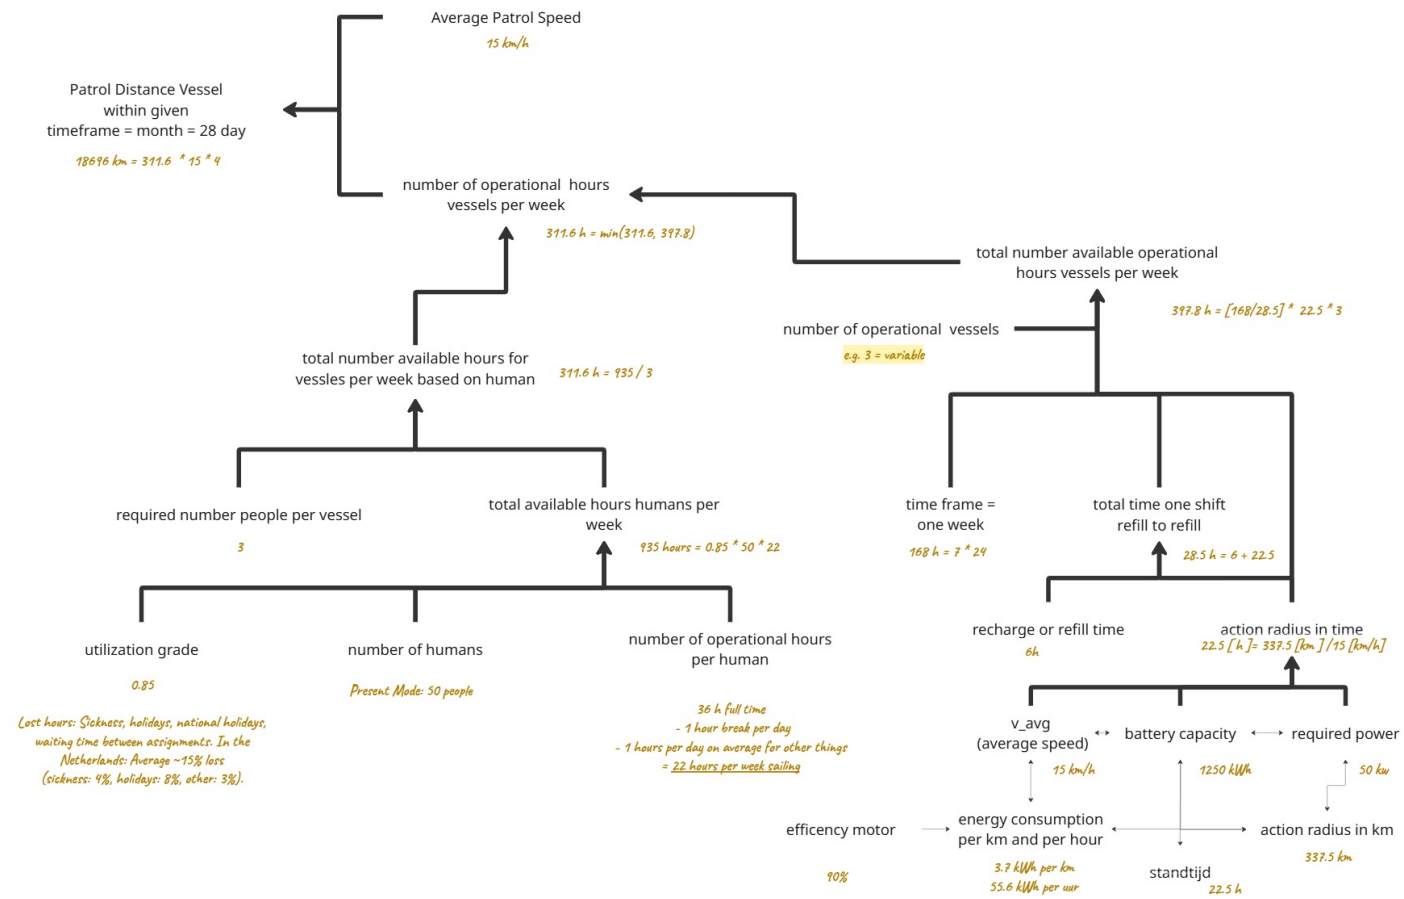 Average Patrol Speed
15 km/h
Patrol Distance Vessel
within given
timeframe = month = 28 day
18696 km = 311.6 * 15 * 4
number of operational hours
vessels per week
311.6 h = min(311.6, 397.8)
total number available operational
hours vessels per week
397.8 h = [168/28.5] * 22.5 * 3
number of operational vessels
e.g. 3 = variable
total number available hours for
vessles per week based on human
311.6 h = 935 / 3
required number people per vessel
3
total available hours humans per
week
935 hours = 0.85 * 50 * 22
time frame =
one week
168 h = 7 * 24
total time one shift
refill to refill
28.5 h = 6 + 22.5
utilization grade
0.85
Lost hours: Sickness, holidays, national holidays,
waiting time between assignments. In the
Netherlands: Average ~15% loss
(sickness: 4%, holidays: 8%, other: 3%).
number of humans
Present Mode: 50 people
number of operational hours
per human
36 h full time
- 1 hour break per day
- 1 hours per day on average for other things
= 22 hours per week sailing
recharge or refill time
6h
action radius in time
22.5 [ h ]= 337.5 [km ] /15 [km/h]
v_avg
(average speed)
15 km/h
battery capacity
1250 kWh
required power
50 kw
efficency motor
90%
energy consumption
per km and per hour
3.7 kWh per km
55.6 kWh per uur
standtijd
22.5 h
action radius in km
337.5 km